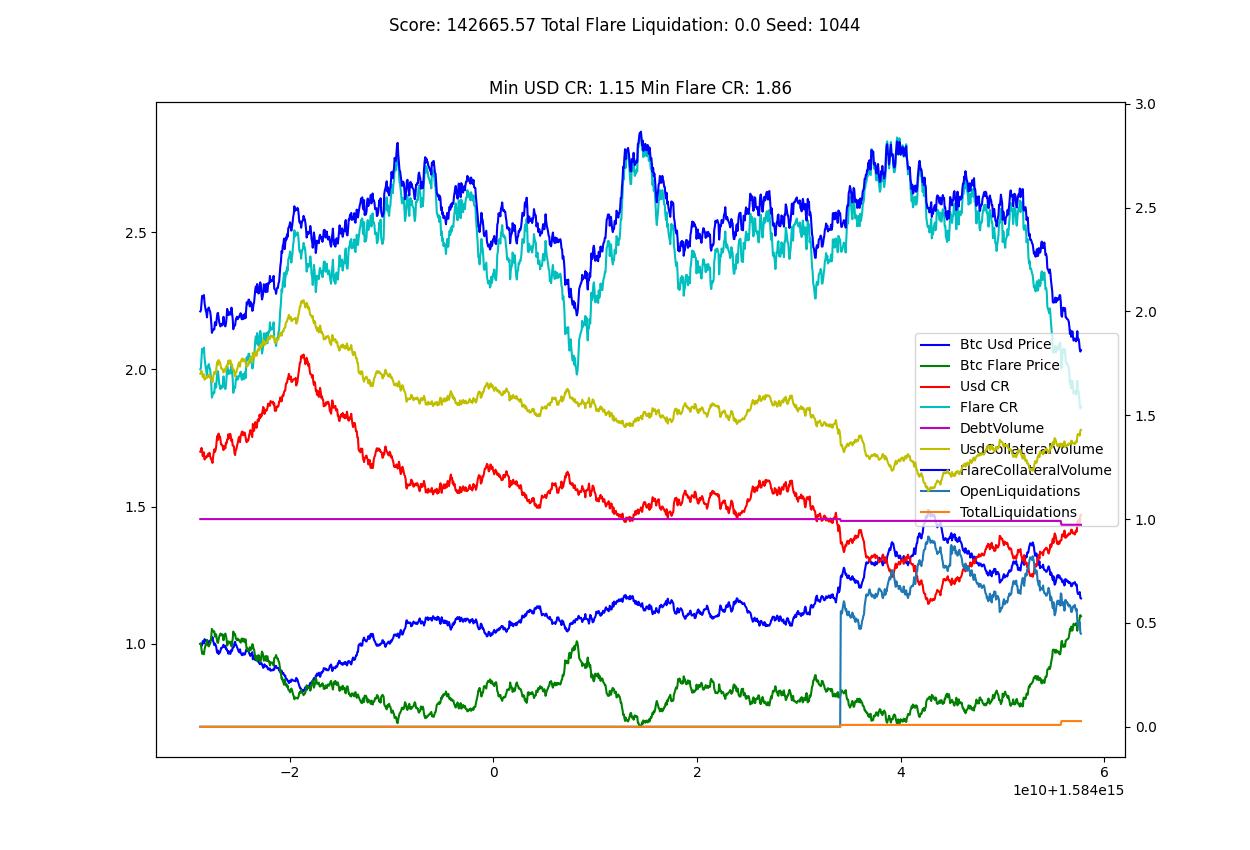 Score: 142665.57 Total Flare Liquidation: 0.0 Seed: 1044
Min USD CR: 1.15 Min Flare CR: 1.86
3.0
2.5
2.5
2.0
2.0
Btc Usd Price
Btc Flare Price
Usd CR
Flare CR
DebtVolume
UsdCollateralVolume
FlareCollateralVolume
OpenLiquidations
TotalLiquidations
1.5
1.5
1.0
1.0
0.5
0.0
−2
0
2
4
6
1e10+1.584e15